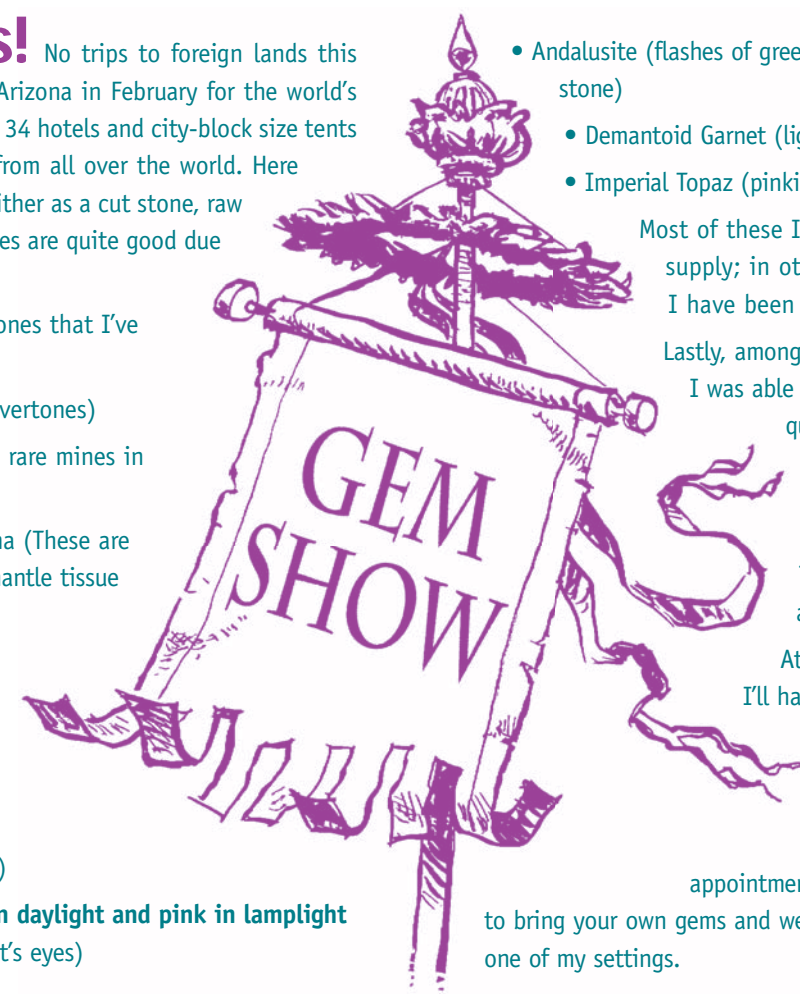 s! No trips to foreign lands this
Arizona in February for the world's
34 hotels and city-block size tents
from all over the world. Here
ither as a cut stone, raw
es are quite good due
ones that I've
vertones)
rare mines in
na (These are
antle tissue
)
n daylight and pink in lamplight
t's eyes)
GEM
SHOW
• Andalusite (flashes of gree
stone)
• Demantoid Garnet (lig
• Imperial Topaz (pinki
Most of these I
supply; in ot
I have been
Lastly, among
I was able
qu
a
At
I'll ha
appointmen
to bring your own gems and we
one of my settings.